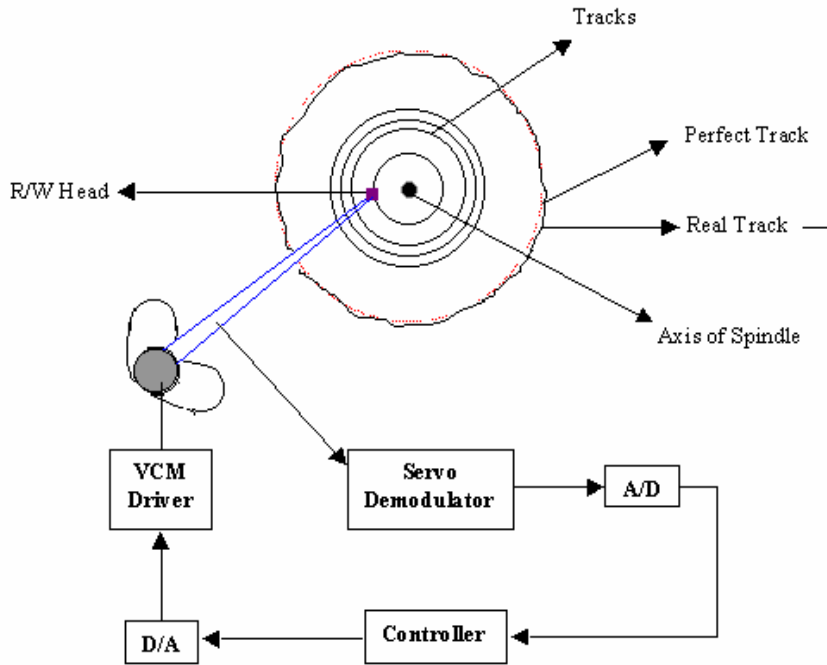 Tracks
Perfect Track
R/W Head
Real Track
Axis of Spindle
VCM
Driver
Servo
Demodulator
A/D
D/A
Controller